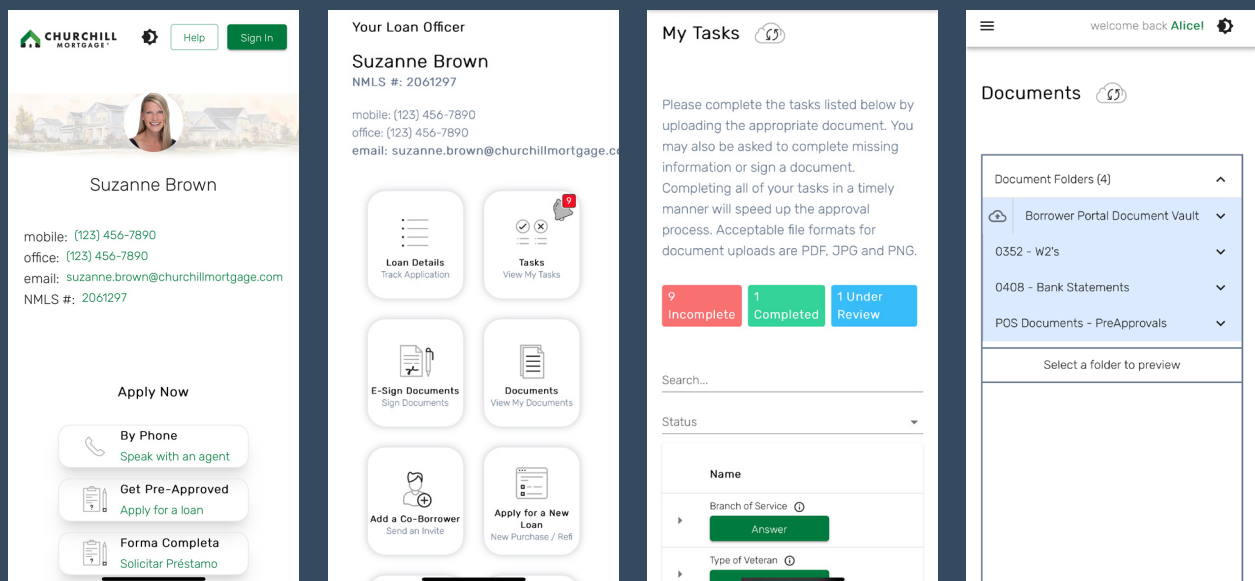 CHURCHILL
MORTGAGE
Help
Sign In
Suzanne Brown
mobile: (123) 456-7890
office: (123) 456-7890
email: suzanne.brown@churchillmortgage.com
NMLS #: 2061297
Apply Now
By Phone
Speak with an agent
Get Pre-Approved
Apply for a loan
Forma Completa
Solicitar Préstamo
Your Loan Officer
Suzanne Brown
NMLS #: 2061297
mobile: (123) 456-7890
office: (123) 456-7890
email: suzanne.brown@churchillmortgage.co
Loan Details
Track Application
9
Tasks
View My Tasks
E-Sign Documents
Sign Documents
Documents
View My Documents
Add a Co-Borrower
Send an Invite
Apply for a New
Loan
New Purchase / Refi
My Tasks
Please complete the tasks listed below by
uploading the appropriate document. You
may also be asked to complete missing
information or sign a document.
Completing all of your tasks in a timely
manner will speed up the approval
process. Acceptable file formats for
document uploads are PDF, JPG and PNG.
9
Incomplete
1
Completed
1 Under
Review
Search...
Status
Name
Branch of Service
Answer
Type of Veteran
welcome back Alice!
Documents
Document Folders (4)
Borrower Portal Document Vault
0352 - W2's
0408 - Bank Statements
POS Documents - PreApprovals
Select a folder to preview